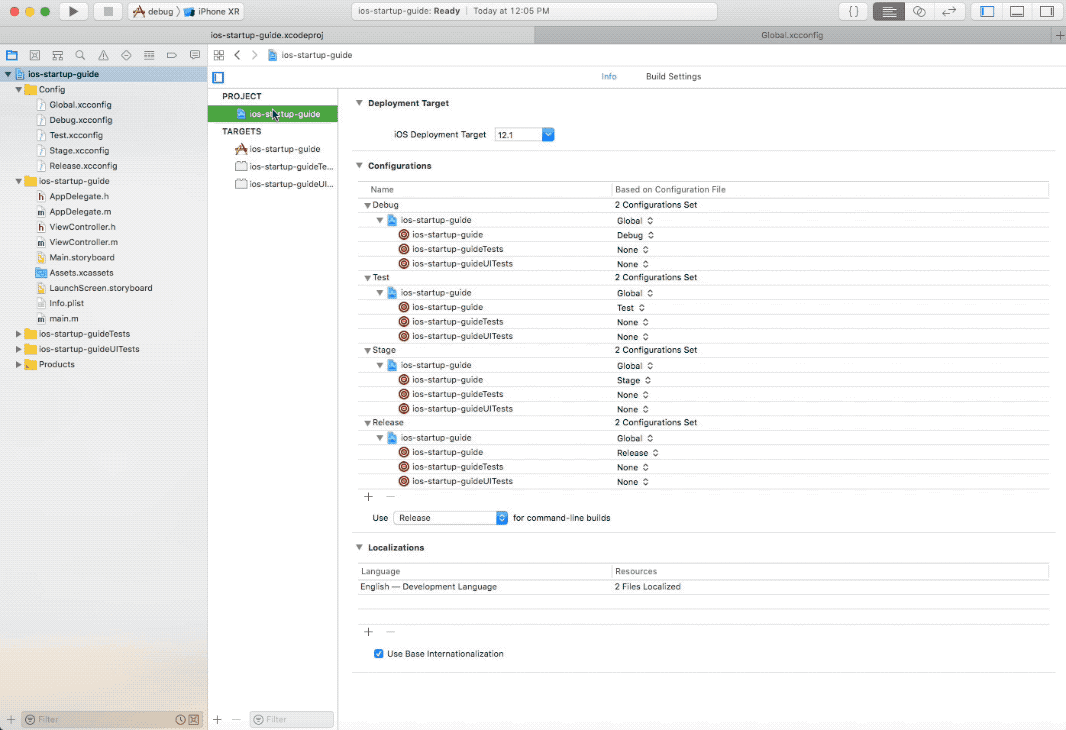 debug
iPhone XR
ios-startup-guide: Ready | Today at 12:05 PM
{ }
ios-startup-guide.xcodeproj
Global.xcconfig
ios-startup-guide
Config
Global.xcconfig
Debug.xcconfig
Test.xcconfig
Stage.xcconfig
Release.xcconfig
ios-startup-guide
h AppDelegate.h
m AppDelegate.m
h ViewController.h
m ViewController.m
Main.storyboard
Assets.xcassets
LaunchScreen.storyboard
Info.plist
m main.m
ios-startup-guideTests
ios-startup-guideUITests
Products
Filter
ios-startup-guide
Info
Build Settings
PROJECT
ios-startup-guide
TARGETS
ios-startup-guide
ios-startup-guideTe...
ios-startup-guideUI...
Filter
Deployment Target
iOS Deployment Target 12.1
Configurations
Name Based on Configuration File
Debug 2 Configurations Set
ios-startup-guide Global
ios-startup-guide Debug
ios-startup-guideTests None
ios-startup-guideUITests None
Test 2 Configurations Set
ios-startup-guide Global
ios-startup-guide Test
ios-startup-guideTests None
ios-startup-guideUITests None
Stage 2 Configurations Set
ios-startup-guide Global
ios-startup-guide Stage
ios-startup-guideTests None
ios-startup-guideUITests None
Release 2 Configurations Set
ios-startup-guide Global
ios-startup-guide Release
ios-startup-guideTests None
ios-startup-guideUITests None
Use Release for command-line builds
Localizations
Language Resources
English — Development Language 2 Files Localized
Use Base Internationalization